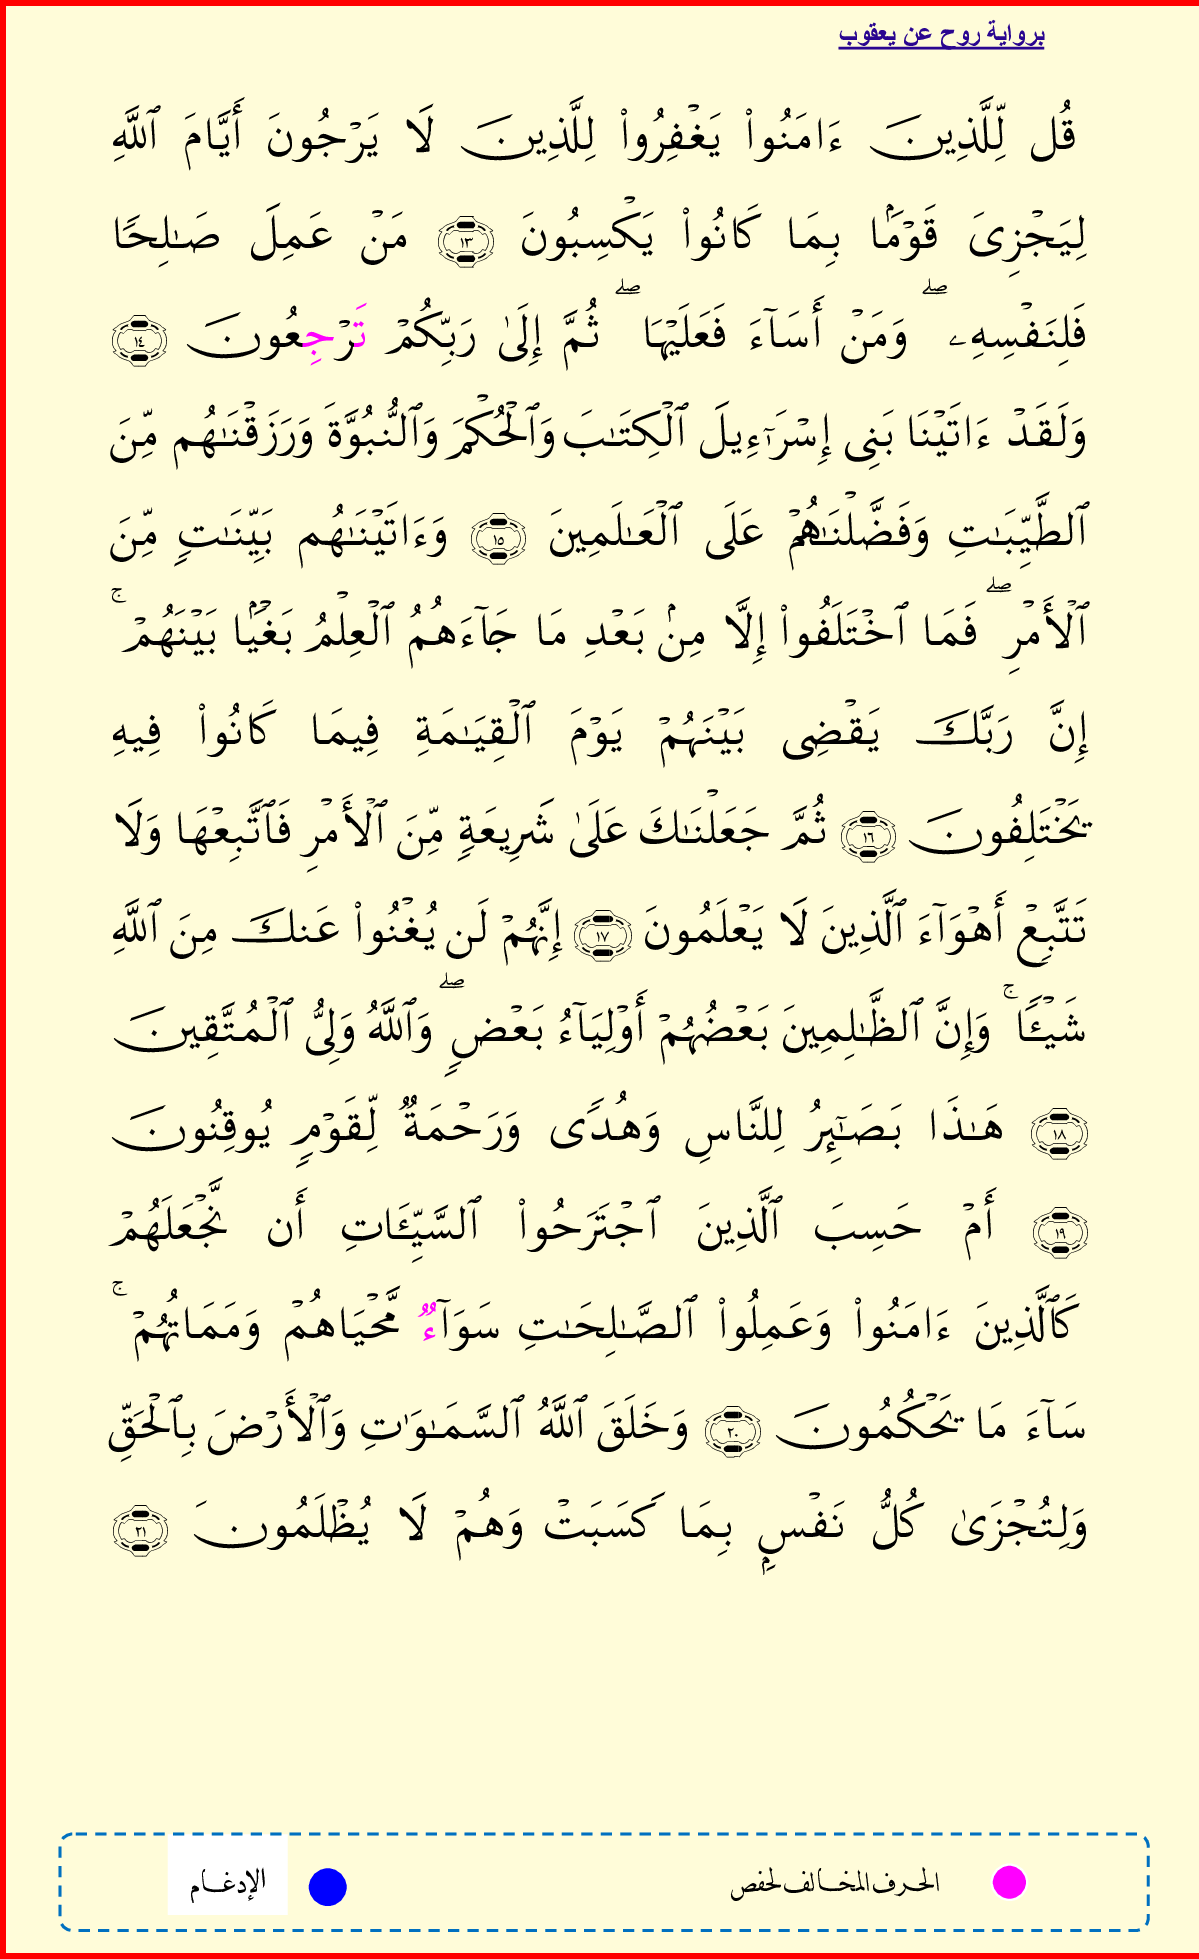 برواية روح عن يعقوب
قُل لِّلَّذِينَ ءَامَنُوا۟ يَغْفِرُوا۟ لِلَّذِينَ لَا يَرْجُونَ أَيَّامَ ٱللَّهِ
لِيَجْزِىَ قَوْمًۢا بِمَا كَانُوا۟ يَكْسِبُونَ ١٣ مَنْ عَمِلَ صَـٰلِحًا
فَلِنَفْسِهِۦ ۖ وَمَنْ أَسَآءَ فَعَلَيْهَا ۖ ثُمَّ إِلَىٰ رَبِّكُمْ تَرْجِعُونَ ١٤
وَلَقَدْ ءَاتَيْنَا بَنِى إِسْرَٰٓءِيلَ ٱلْكِتَـٰبَ وَٱلْحُكْمَ وَٱلنُّبُوَّةَ وَرَزَقْنَـٰهُم مِّنَ
ٱلطَّيِّبَـٰتِ وَفَضَّلْنَـٰهُمْ عَلَى ٱلْعَـٰلَمِينَ ١٥ وَءَاتَيْنَـٰهُم بَيِّنَـٰتٍ مِّنَ
ٱلْأَمْرِ ۖ فَمَا ٱخْتَلَفُوا۟ إِلَّا مِنۢ بَعْدِ مَا جَآءَهُمُ ٱلْعِلْمُ بَغْيًۢا بَيْنَهُمْ ۚ
إِنَّ رَبَّكَ يَقْضِى بَيْنَهُمْ يَوْمَ ٱلْقِيَـٰمَةِ فِيمَا كَانُوا۟ فِيهِ
يَخْتَلِفُونَ ١٦ ثُمَّ جَعَلْنَـٰكَ عَلَىٰ شَرِيعَةٍ مِّنَ ٱلْأَمْرِ فَٱتَّبِعْهَا وَلَا
تَتَّبِعْ أَهْوَآءَ ٱلَّذِينَ لَا يَعْلَمُونَ ١٧ إِنَّهُمْ لَن يُغْنُوا۟ عَنكَ مِنَ ٱللَّهِ
شَيْـًٔا ۚ وَإِنَّ ٱلظَّـٰلِمِينَ بَعْضُهُمْ أَوْلِيَآءُ بَعْضٍ ۖ وَٱللَّهُ وَلِىُّ ٱلْمُتَّقِينَ
١٨ هَـٰذَا بَصَـٰٓئِرُ لِلنَّاسِ وَهُدًى وَرَحْمَةٌ لِّقَوْمٍ يُوقِنُونَ
١٩ أَمْ حَسِبَ ٱلَّذِينَ ٱجْتَرَحُوا۟ ٱلسَّيِّـَٔاتِ أَن نَّجْعَلَهُمْ
كَٱلَّذِينَ ءَامَنُوا۟ وَعَمِلُوا۟ ٱلصَّـٰلِحَـٰتِ سَوَآءٌ مَّحْيَاهُمْ وَمَمَاتُهُمْ ۚ
سَآءَ مَا يَحْكُمُونَ ٢٠ وَخَلَقَ ٱللَّهُ ٱلسَّمَـٰوَٰتِ وَٱلْأَرْضَ بِٱلْحَقِّ
وَلِتُجْزَىٰ كُلُّ نَفْسٍۭ بِمَا كَسَبَتْ وَهُمْ لَا يُظْلَمُونَ ٢١
الحرف المخالف لحفص
الإدغام